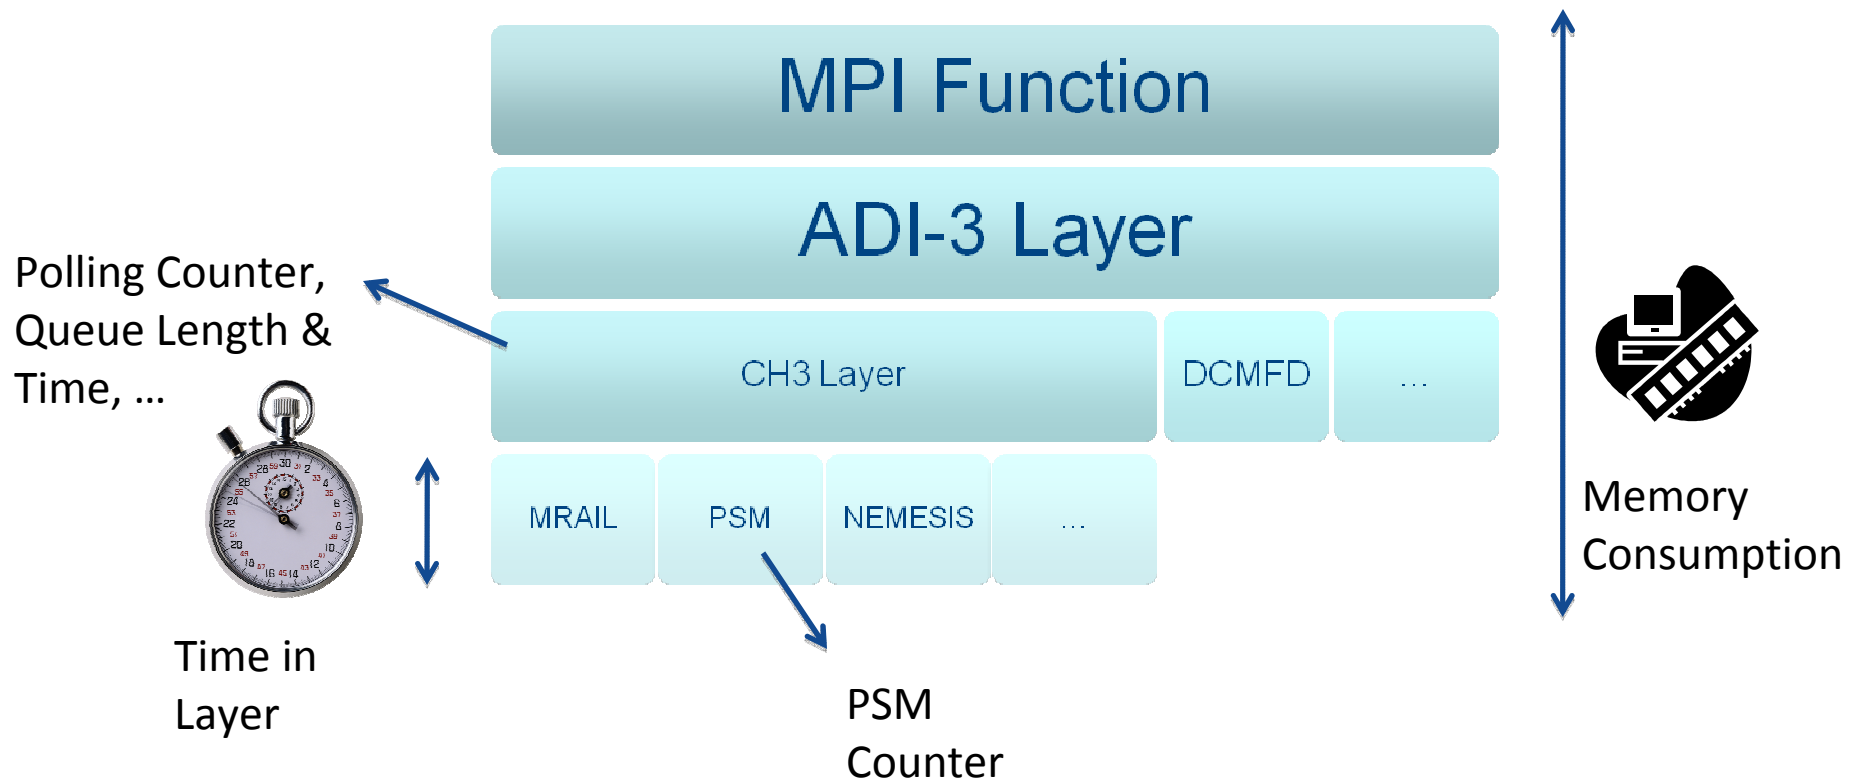 MPI Function
ADI-3 Layer
Polling Counter,
Queue Length &
Time, ...
CH3 Layer
DCMFD
...
MRAIL
PSM
NEMESIS
...
Memory
Consumption
Time in
Layer
PSM
Counter